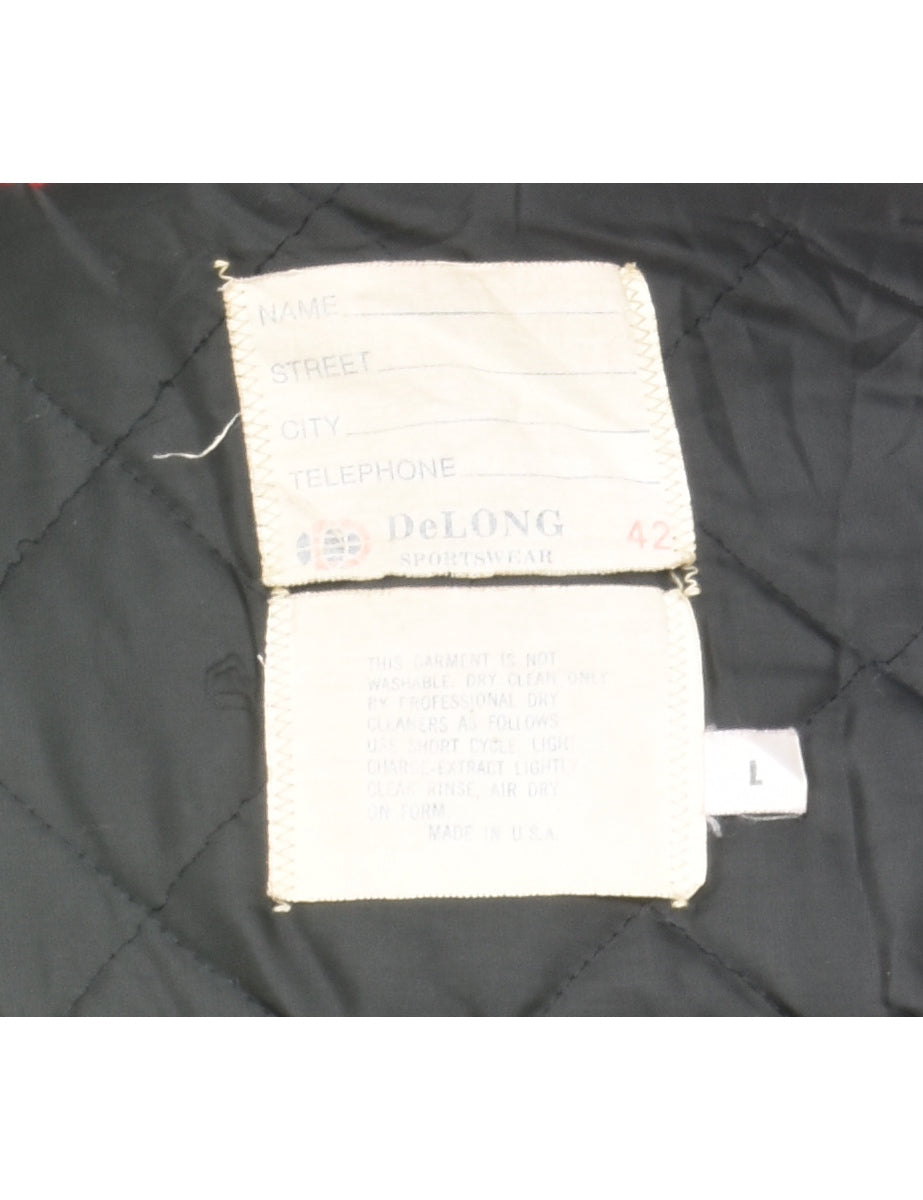 NAME
STREET
CITY
TELEPHONE
DeLONG 42
SPORTSWEAR
THIS GARMENT IS NOT
WASHABLE. DRY CLEAN ONLY
BY PROFESSIONAL DRY
CLEANERS AS FOLLOWS
USE SHORT CYCLE, LIGHT
CHARGE-EXTRACT LIGHTLY
CLEAR RINSE, AIR DRY
ON FORM.
MADE IN U.S.A.
L